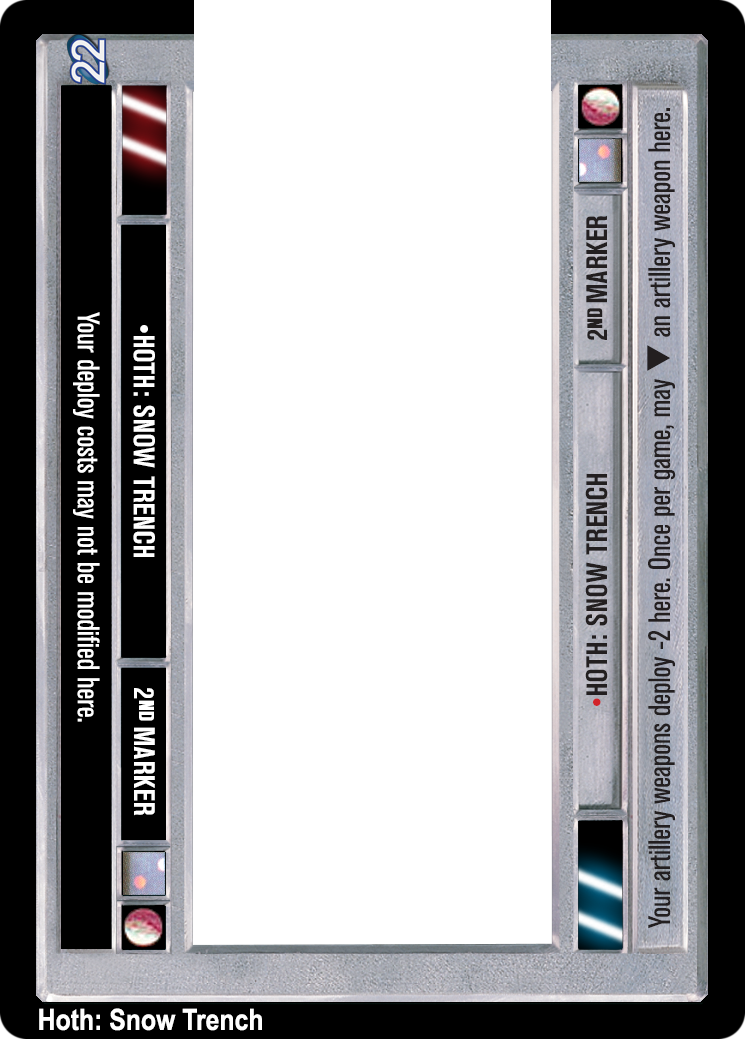 22
Your deploy costs may not be modified here.
•HOTH: SNOW TRENCH
2ND MARKER
2ND MARKER
•HOTH: SNOW TRENCH
Your artillery weapons deploy -2 here. Once per game, may ▼ an artillery weapon here.
Hoth: Snow Trench